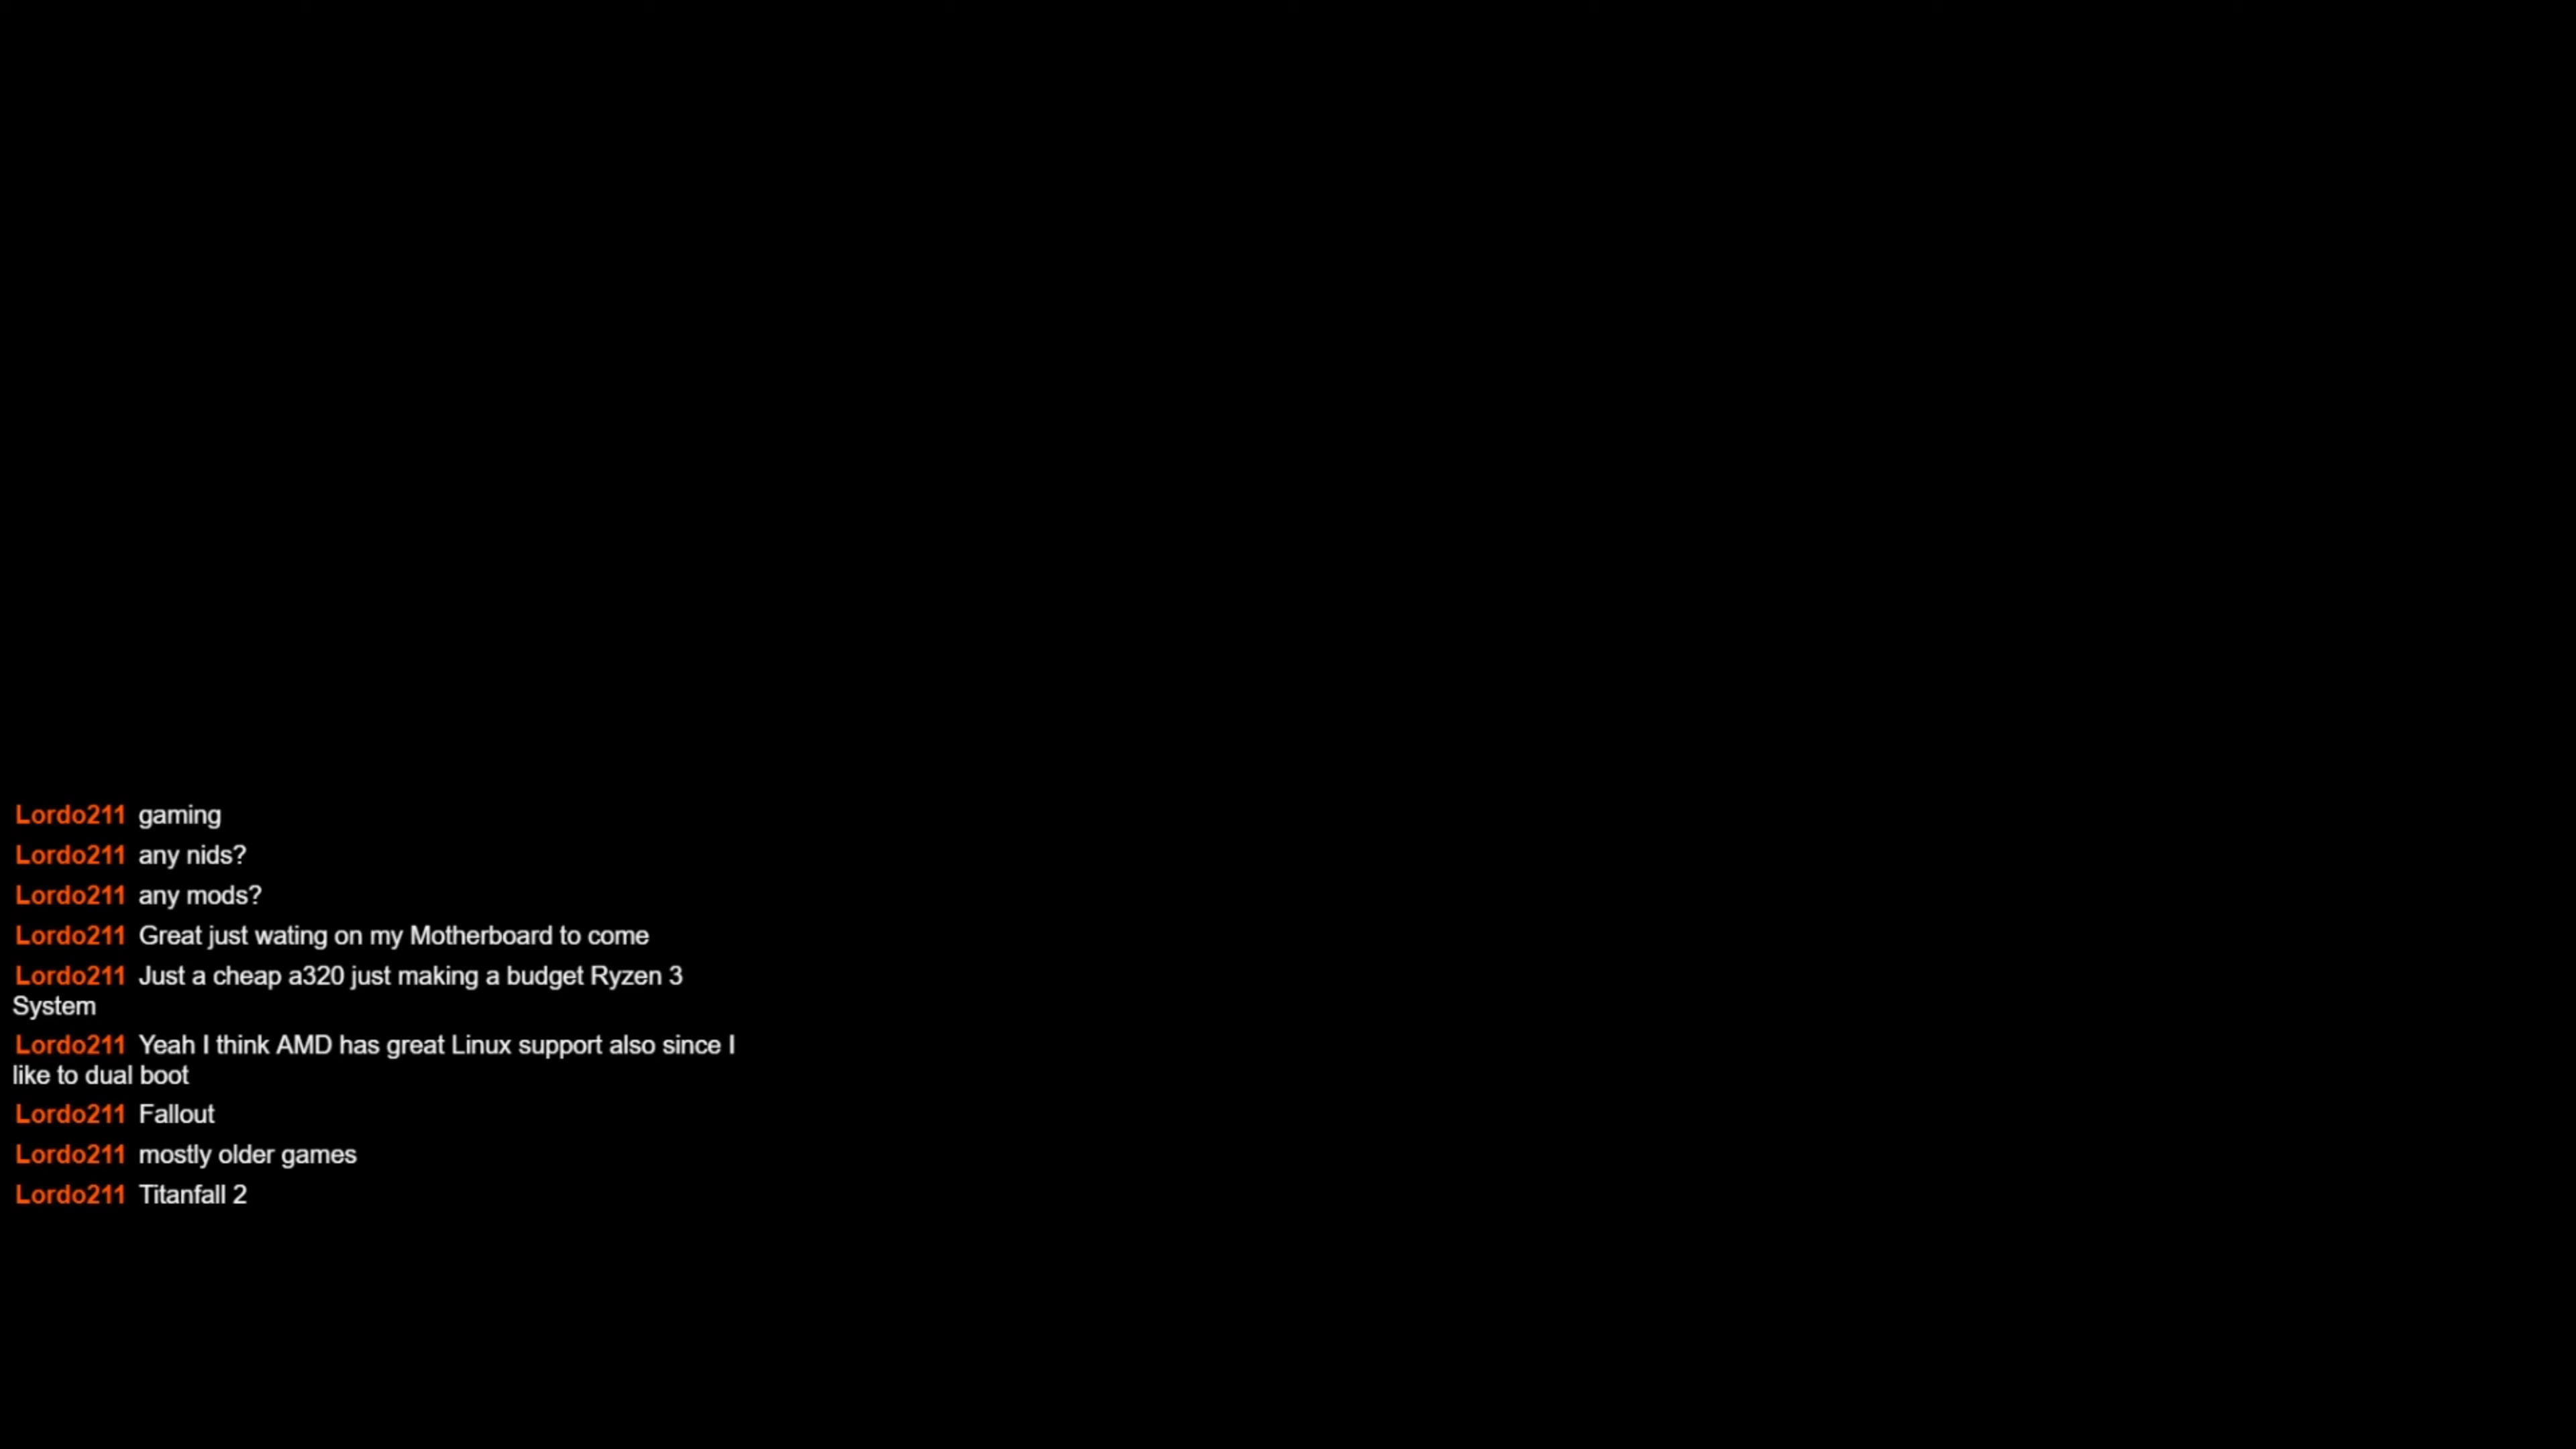 Lordo211 gaming
Lordo211 any nids?
Lordo211 any mods?
Lordo211 Great just wating on my Motherboard to come
Lordo211 Just a cheap a320 just making a budget Ryzen 3
System
Lordo211 Yeah I think AMD has great Linux support also since I
like to dual boot
Lordo211 Fallout
Lordo211 mostly older games
Lordo211 Titanfall 2